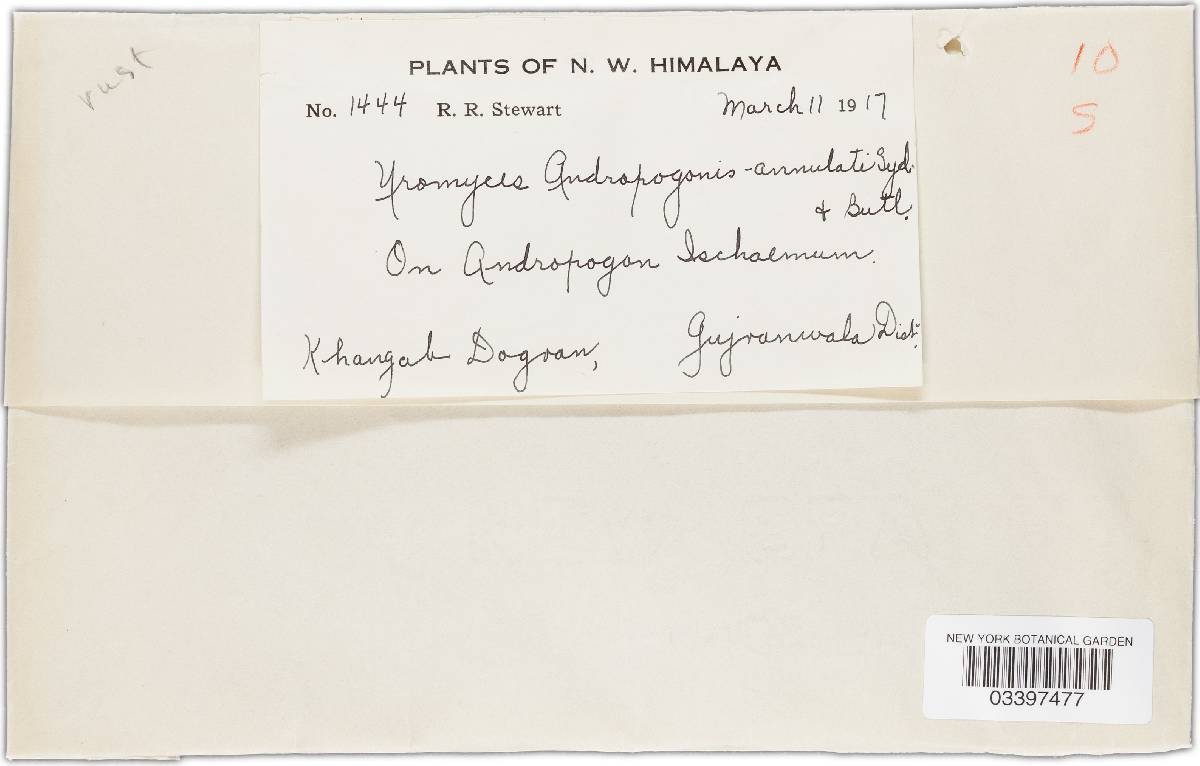 rust
PLANTS OF N. W. HIMALAYA
No. 1444 R. R. Stewart March 11 1917
Uromyces Andropogonis-annulati Syd.
& Butl.
On Andropogon Ischaemum.
Khangah Dogran, Gujranwala Dist.
10
5
NEW YORK BOTANICAL GARDEN
03397477